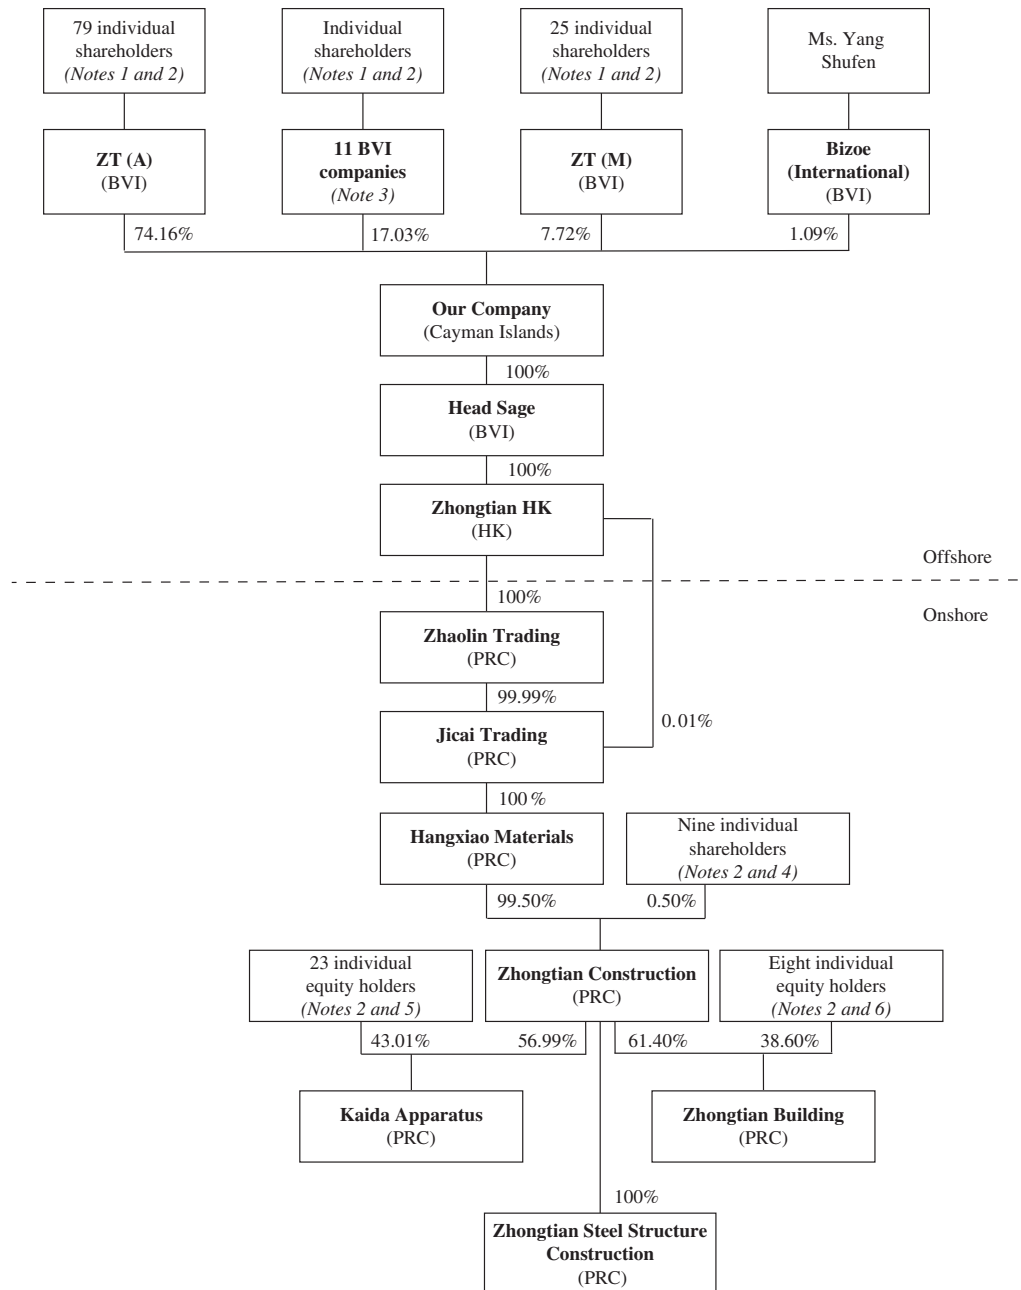 79 individual
shareholders
(Notes 1 and 2)
Individual
shareholders
(Notes 1 and 2)
25 individual
shareholders
(Notes 1 and 2)
Ms. Yang
Shufen
ZT (A)
(BVI)
11 BVI
companies
(Note 3)
ZT (M)
(BVI)
Bizoe
(International)
(BVI)
74.16%
17.03%
7.72%
1.09%
Our Company
(Cayman Islands)
100%
Head Sage
(BVI)
100%
Zhongtian HK
(HK)
Offshore
100%
Onshore
Zhaolin Trading
(PRC)
99.99%
0.01%
Jicai Trading
(PRC)
100%
Hangxiao Materials
(PRC)
Nine individual
shareholders
(Notes 2 and 4)
99.50%
0.50%
23 individual
equity holders
(Notes 2 and 5)
Zhongtian Construction
(PRC)
Eight individual
equity holders
(Notes 2 and 6)
43.01%
56.99%
61.40%
38.60%
Kaida Apparatus
(PRC)
Zhongtian Building
(PRC)
100%
Zhongtian Steel Structure
Construction
(PRC)